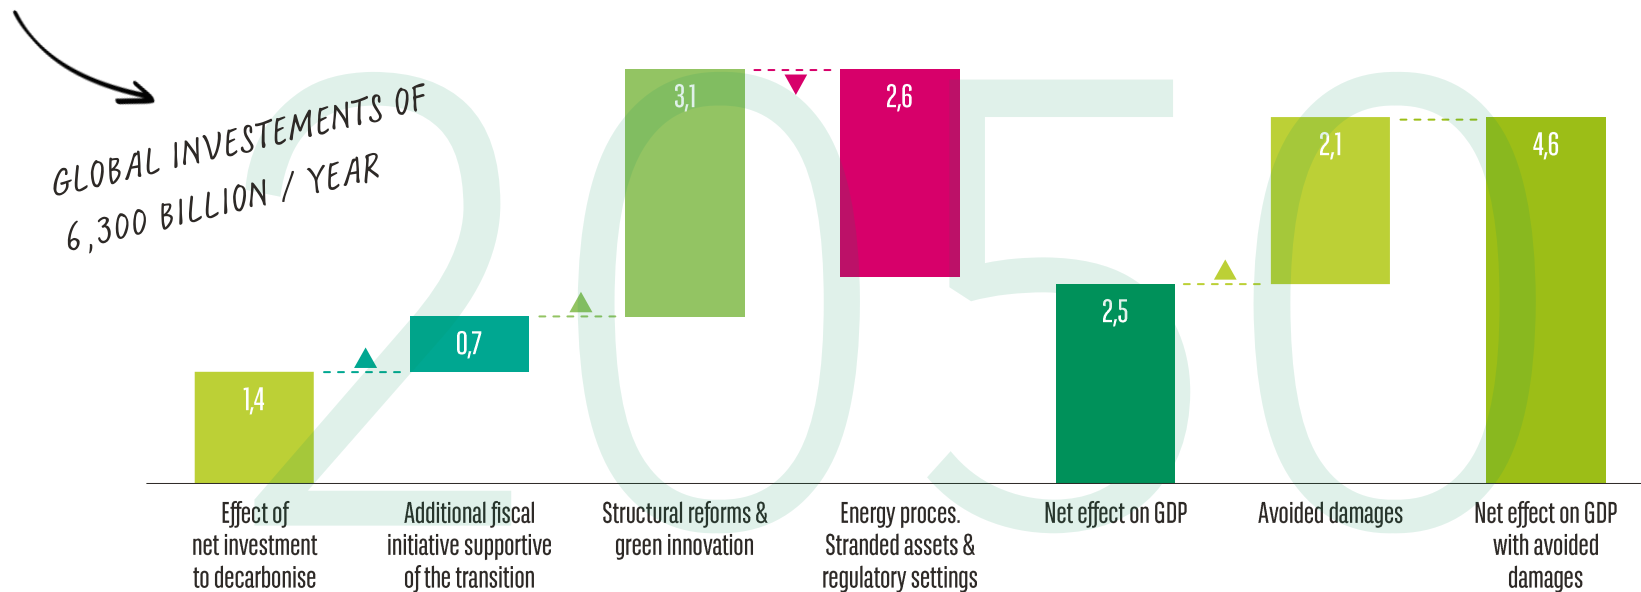 2050
GLOBAL INVESTEMENTS OF
6,300 BILLION / YEAR
1,4
0,7
3,1
2,6
2,5
2,1
4,6
Effect of
net investment
to decarbonise
Additional fiscal
initiative supportive
of the transition
Structural reforms &
green innovation
Energy proces.
Stranded assets &
regulatory settings
Net effect on GDP
Avoided damages
Net effect on GDP
with avoided
damages